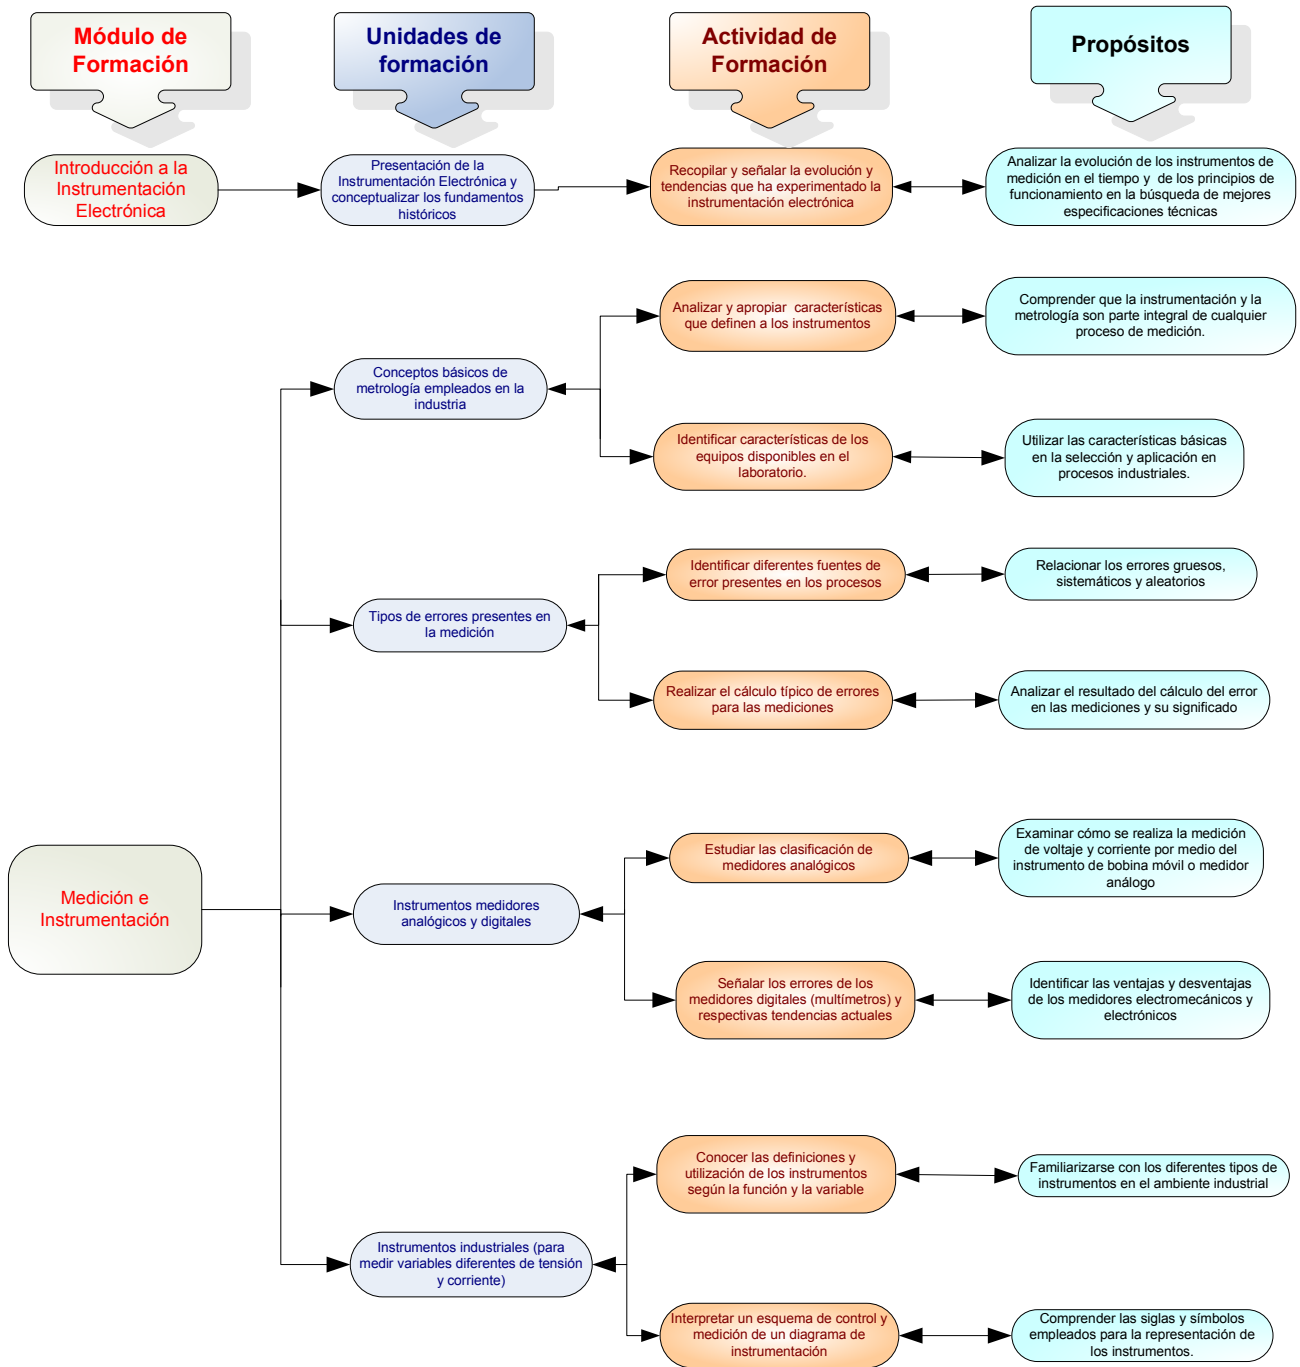 Módulo de
Formación
Unidades de
formación
Actividad de
Formación
Propósitos
Introducción a la
Instrumentación
Electrónica
Presentación de la
Instrumentación Electrónica y
conceptualizar los fundamentos
históricos
Recopilar y señalar la evolución y
tendencias que ha experimentado la
instrumentación electrónica
Analizar la evolución de los instrumentos de
medición en el tiempo y  de los principios de
funcionamiento en la búsqueda de mejores
especificaciones técnicas
Medición e
Instrumentación
Conceptos básicos de
metrología empleados en la
industria
Analizar y apropiar  características
que definen a los instrumentos
Comprender que la instrumentación y la
metrología son parte integral de cualquier
proceso de medición.
Identificar características de los
equipos disponibles en el
laboratorio.
Utilizar las características básicas
en la selección y aplicación en
procesos industriales.
Tipos de errores presentes en
la medición
Identificar diferentes fuentes de
error presentes en los procesos
Relacionar los errores gruesos,
sistemáticos y aleatorios
Realizar el cálculo típico de errores
para las mediciones
Analizar el resultado del cálculo del error
en las mediciones y su significado
Instrumentos medidores
analógicos y digitales
Estudiar las clasificación de
medidores analógicos
Examinar cómo se realiza la medición
de voltaje y corriente por medio del
instrumento de bobina móvil o medidor
análogo
Señalar los errores de los
medidores digitales (multímetros) y
respectivas tendencias actuales
Identificar las ventajas y desventajas
de los medidores electromecánicos y
electrónicos
Instrumentos industriales (para
medir variables diferentes de tensión
y corriente)
Conocer las definiciones y
utilización de los instrumentos
según la función y la variable
Familiarizarse con los diferentes tipos de
instrumentos en el ambiente industrial
Interpretar un esquema de control y
medición de un diagrama de
instrumentación
Comprender las siglas y símbolos
empleados para la representación de
los instrumentos.